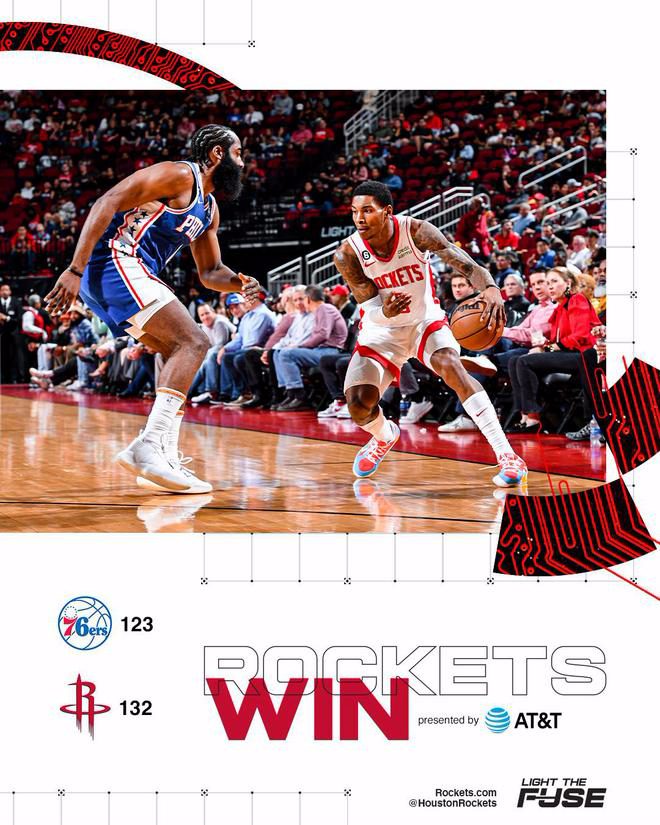 LIGHT
PHILA
6
ROCKETS
76ers
123
R
132
ROCKETS
WIN
presented by AT&T
Rockets.com
@HoustonRockets
LIGHT THE
FUSE